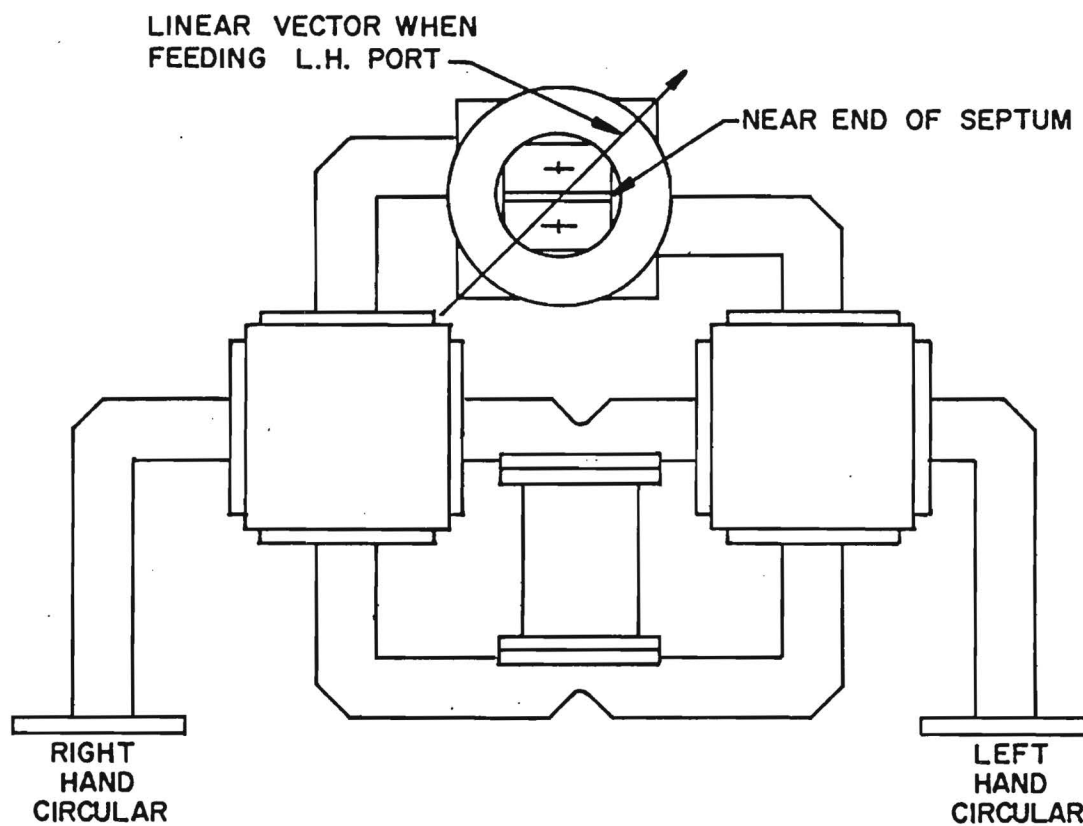 LINEAR VECTOR WHEN
FEEDING L.H. PORT
NEAR END OF SEPTUM
RIGHT
HAND
CIRCULAR
LEFT
HAND
CIRCULAR